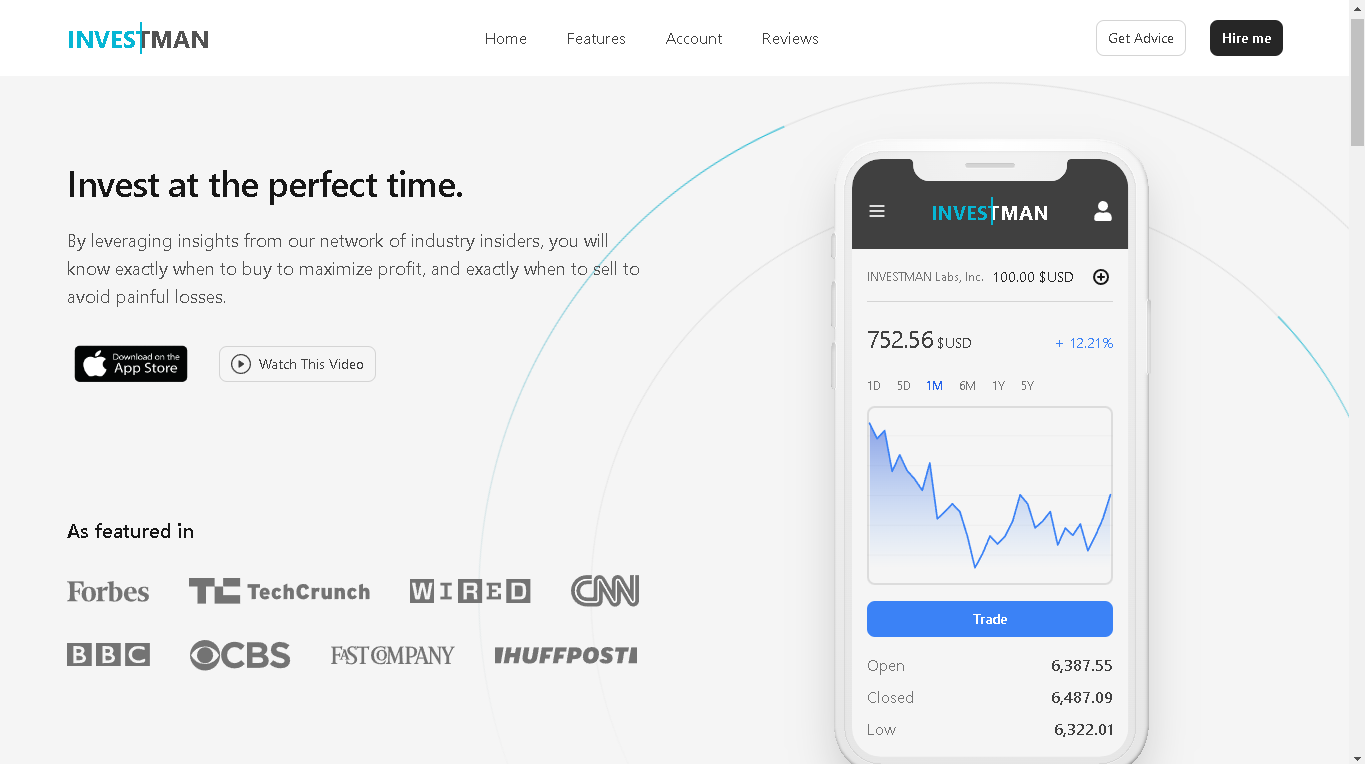 INVESTMAN
Home Features Account Reviews
Get Advice Hire me
Invest at the perfect time.
By leveraging insights from our network of industry insiders, you will
know exactly when to buy to maximize profit, and exactly when to sell to
avoid painful losses.
Download on the
App Store
Watch This Video
As featured in
Forbes TC TechCrunch WIRED CNN
BBC CBS FAST COMPANY HUFFPOST
INVESTMAN
INVESTMAN Labs, Inc. 100.00 $USD
752.56 $USD + 12.21%
1D 5D 1M 6M 1Y 5Y
Trade
Open 6,387.55
Closed 6,487.09
Low 6,322.01